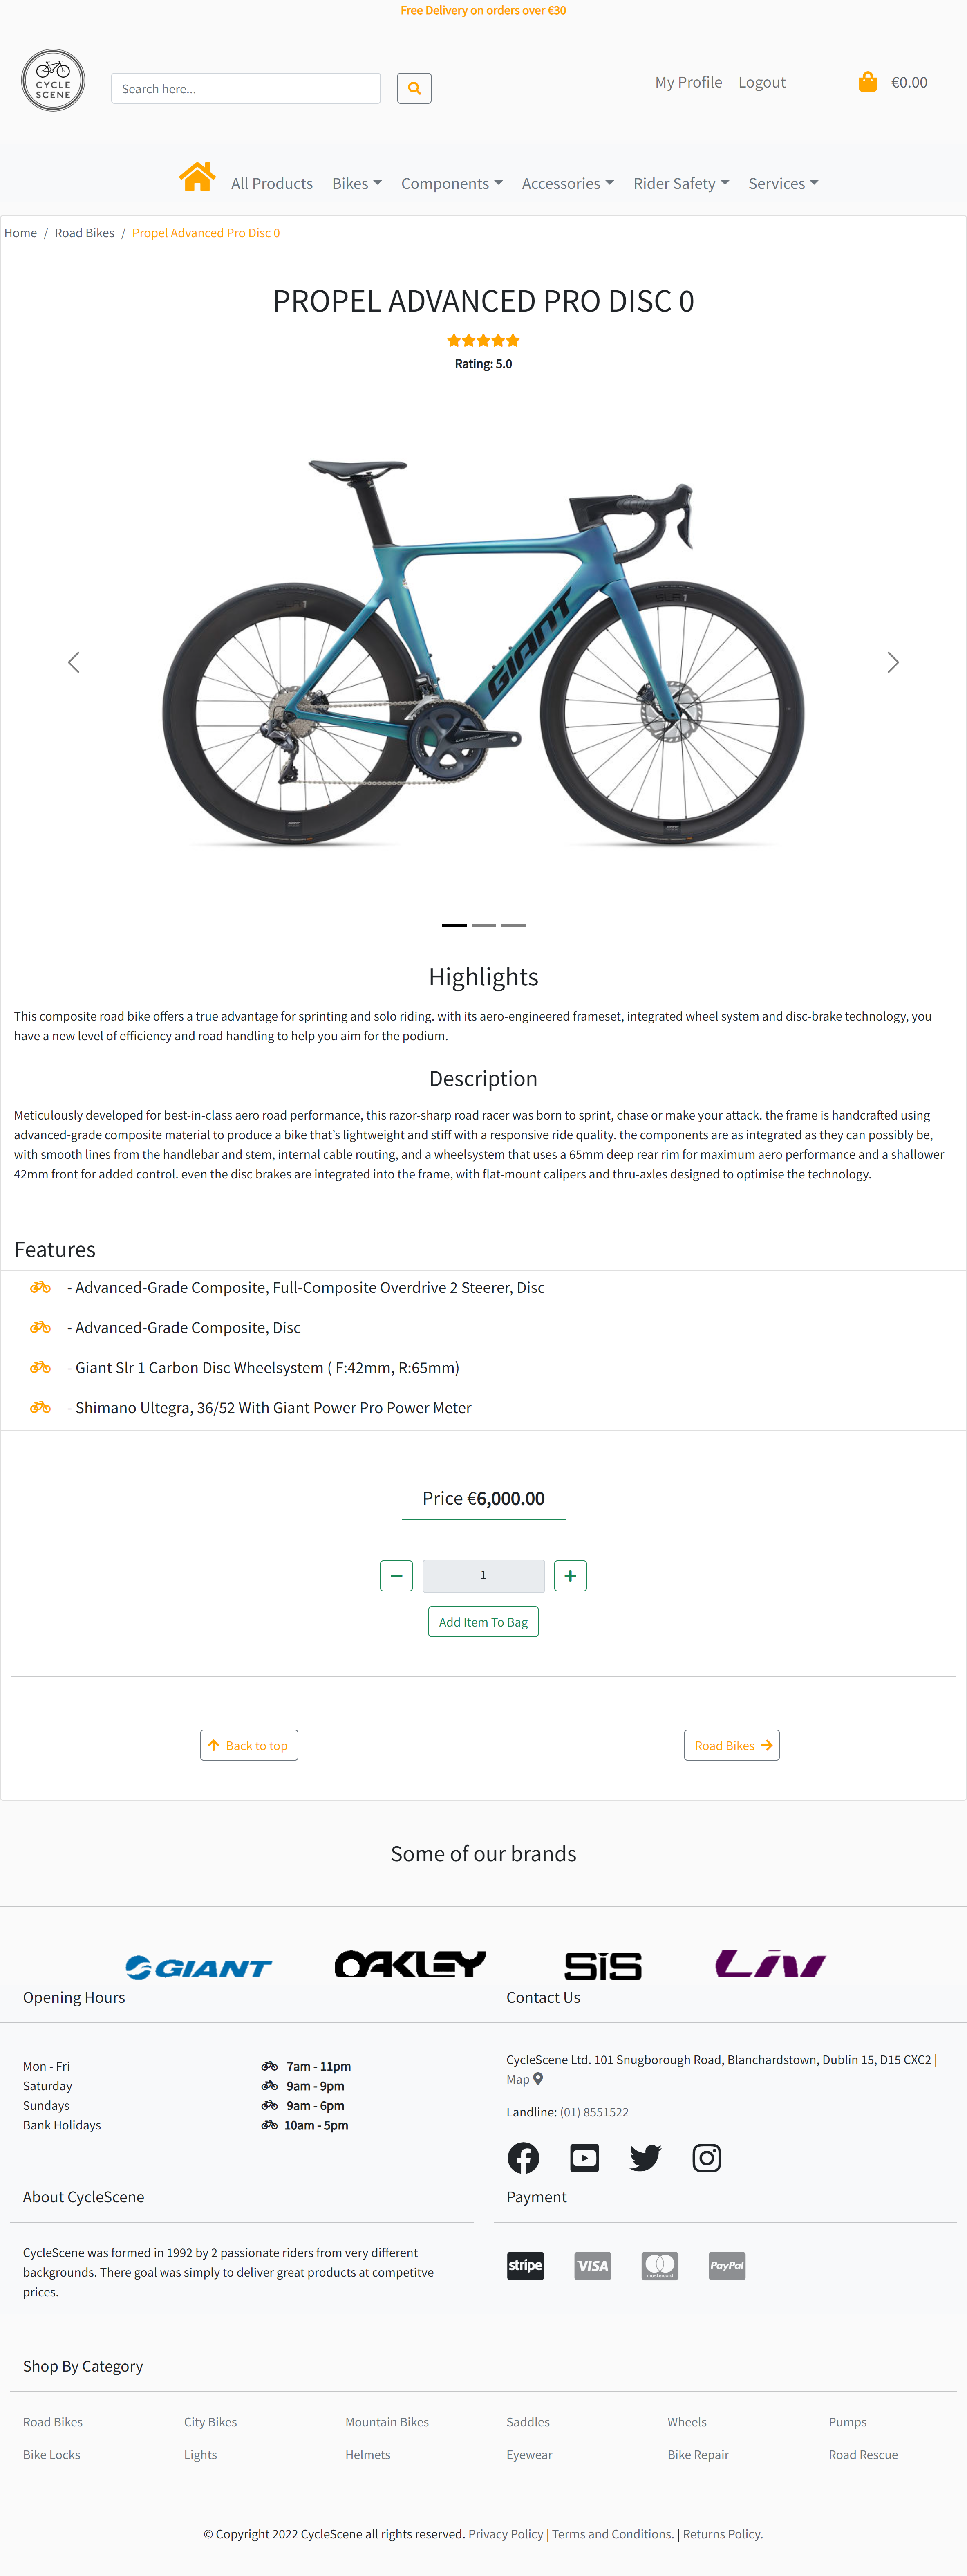 Free Delivery on orders over €30
CYCLE
SCENE
Search here...
My Profile
Logout
€0.00
All Products
Bikes
Components
Accessories
Rider Safety
Services
Home / Road Bikes / Propel Advanced Pro Disc 0
PROPEL ADVANCED PRO DISC 0
Rating: 5.0
SLR 1
SLR 1
GIANT
Highlights
This composite road bike offers a true advantage for sprinting and solo riding. with its aero-engineered frameset, integrated wheel system and disc-brake technology, you
have a new level of efficiency and road handling to help you aim for the podium.
Description
Meticulously developed for best-in-class aero road performance, this razor-sharp road racer was born to sprint, chase or make your attack. the frame is handcrafted using
advanced-grade composite material to produce a bike that's lightweight and stiff with a responsive ride quality. the components are as integrated as they can possibly be,
with smooth lines from the handlebar and stem, internal cable routing, and a wheelsystem that uses a 65mm deep rear rim for maximum aero performance and a shallower
42mm front for added control. even the disc brakes are integrated into the frame, with flat-mount calipers and thru-axles designed to optimise the technology.
Features
- Advanced-Grade Composite, Full-Composite Overdrive 2 Steerer, Disc
- Advanced-Grade Composite, Disc
- Giant Slr 1 Carbon Disc Wheelsystem ( F:42mm, R:65mm)
- Shimano Ultegra, 36/52 With Giant Power Pro Power Meter
Price €6,000.00
1
Add Item To Bag
Back to top
Road Bikes
Some of our brands
GIANT
OAKLEY
SiS
Liv
Opening Hours
Mon - Fri 7am - 11pm
Saturday 9am - 9pm
Sundays 9am - 6pm
Bank Holidays 10am - 5pm
Contact Us
CycleScene Ltd. 101 Snugborough Road, Blanchardstown, Dublin 15, D15 CXC2 |
Map
Landline: (01) 8551522
About CycleScene
CycleScene was formed in 1992 by 2 passionate riders from very different
backgrounds. There goal was simply to deliver great products at competitve
prices.
Payment
stripe
VISA
mastercard
PayPal
Shop By Category
Road Bikes
City Bikes
Mountain Bikes
Saddles
Wheels
Pumps
Bike Locks
Lights
Helmets
Eyewear
Bike Repair
Road Rescue
© Copyright 2022 CycleScene all rights reserved. Privacy Policy | Terms and Conditions. | Returns Policy.